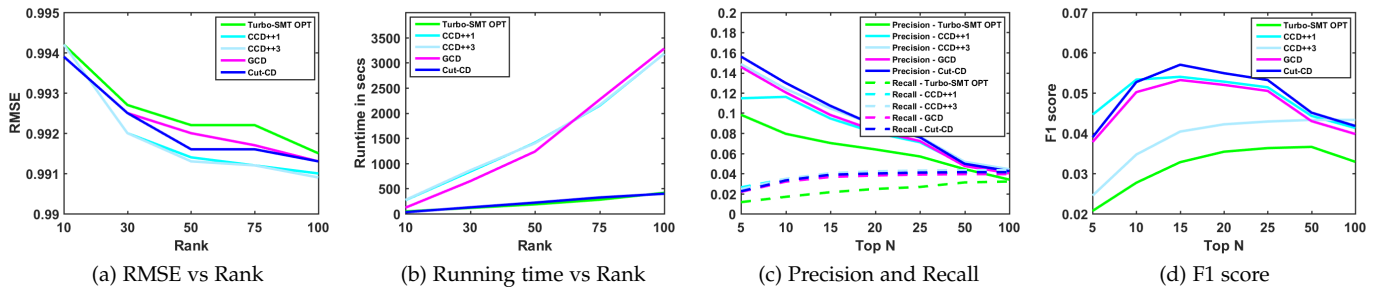 0.995
0.994
0.993
0.992
0.991
0.99
RMSE
10 30 50 75 100
Rank
Turbo-SMT OPT
CCD++1
CCD++3
GCD
Cut-CD
(a) RMSE vs Rank
3500
3000
2500
2000
1500
1000
500
0
Runtime in secs
10 30 50 75 100
Rank
Turbo-SMT OPT
CCD++1
CCD++3
GCD
Cut-CD
(b) Running time vs Rank
0.2
0.18
0.16
0.14
0.12
0.1
0.08
0.06
0.04
0.02
0
5 10 15 20 25 50 100
Top N
Precision - Turbo-SMT OPT
Precision - CCD++1
Precision - CCD++3
Precision - GCD
Precision - Cut-CD
Recall - Turbo-SMT OPT
Recall - CCD++1
Recall - CCD++3
Recall - GCD
Recall - Cut-CD
(c) Precision and Recall
0.07
0.06
0.05
0.04
0.03
0.02
F1 score
5 10 15 20 25 50 100
Top N
Turbo-SMT OPT
CCD++1
CCD++3
GCD
Cut-CD
(d) F1 score